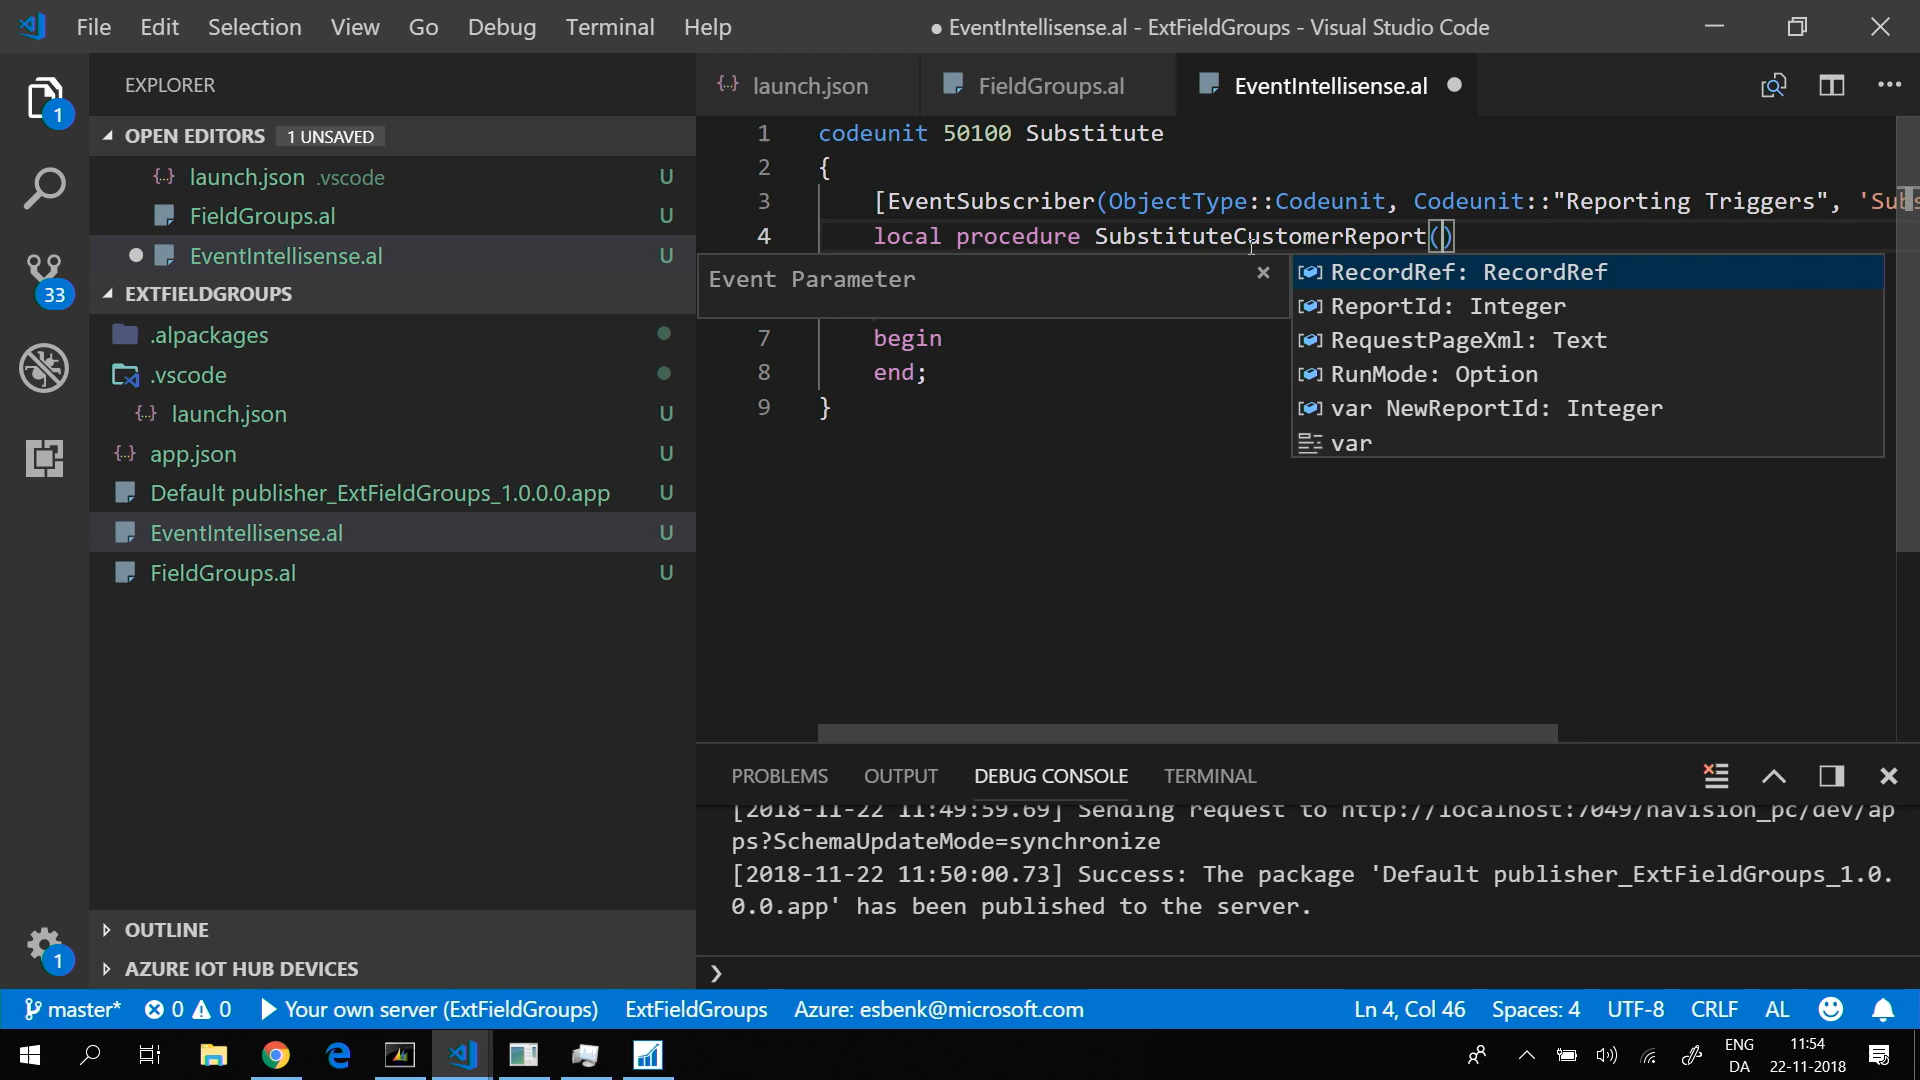 File Edit Selection View Go Debug Terminal Help
● EventIntellisense.al - ExtFieldGroups - Visual Studio Code
EXPLORER
OPEN EDITORS 1 UNSAVED
launch.json .vscode U
FieldGroups.al U
EventIntellisense.al U
EXTFIELDGROUPS
.alpackages
.vscode
launch.json U
app.json U
Default publisher_ExtFieldGroups_1.0.0.0.app U
EventIntellisense.al U
FieldGroups.al U
OUTLINE
AZURE IOT HUB DEVICES
1
33
1
launch.json FieldGroups.al EventIntellisense.al
1 codeunit 50100 Substitute
2 {
3 [EventSubscriber(ObjectType::Codeunit, Codeunit::"Reporting Triggers", 'Subs
4 local procedure SubstituteCustomerReport()
Event Parameter
RecordRef: RecordRef
ReportId: Integer
RequestPageXml: Text
RunMode: Option
var NewReportId: Integer
var
7 begin
8 end;
9 }
PROBLEMS OUTPUT DEBUG CONSOLE TERMINAL
[2018-11-22 11:49:59.69] Sending request to http://localhost:7049/navision_pc/dev/ap
ps?SchemaUpdateMode=synchronize
[2018-11-22 11:50:00.73] Success: The package 'Default publisher_ExtFieldGroups_1.0.
0.0.app' has been published to the server.
master* 0 0 Your own server (ExtFieldGroups) ExtFieldGroups Azure: esbenk@microsoft.com Ln 4, Col 46 Spaces: 4 UTF-8 CRLF AL
ENG 11:54
DA 22-11-2018